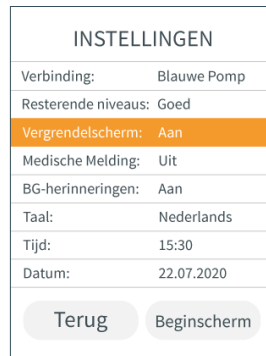 INSTELLINGEN
Verbinding: Blauwe Pomp
Resterende niveaus: Goed
Vergrendelscherm: Aan
Medische Melding: Uit
BG-herinneringen: Aan
Taal: Nederlands
Tijd: 15:30
Datum: 22.07.2020
Terug Beginscherm